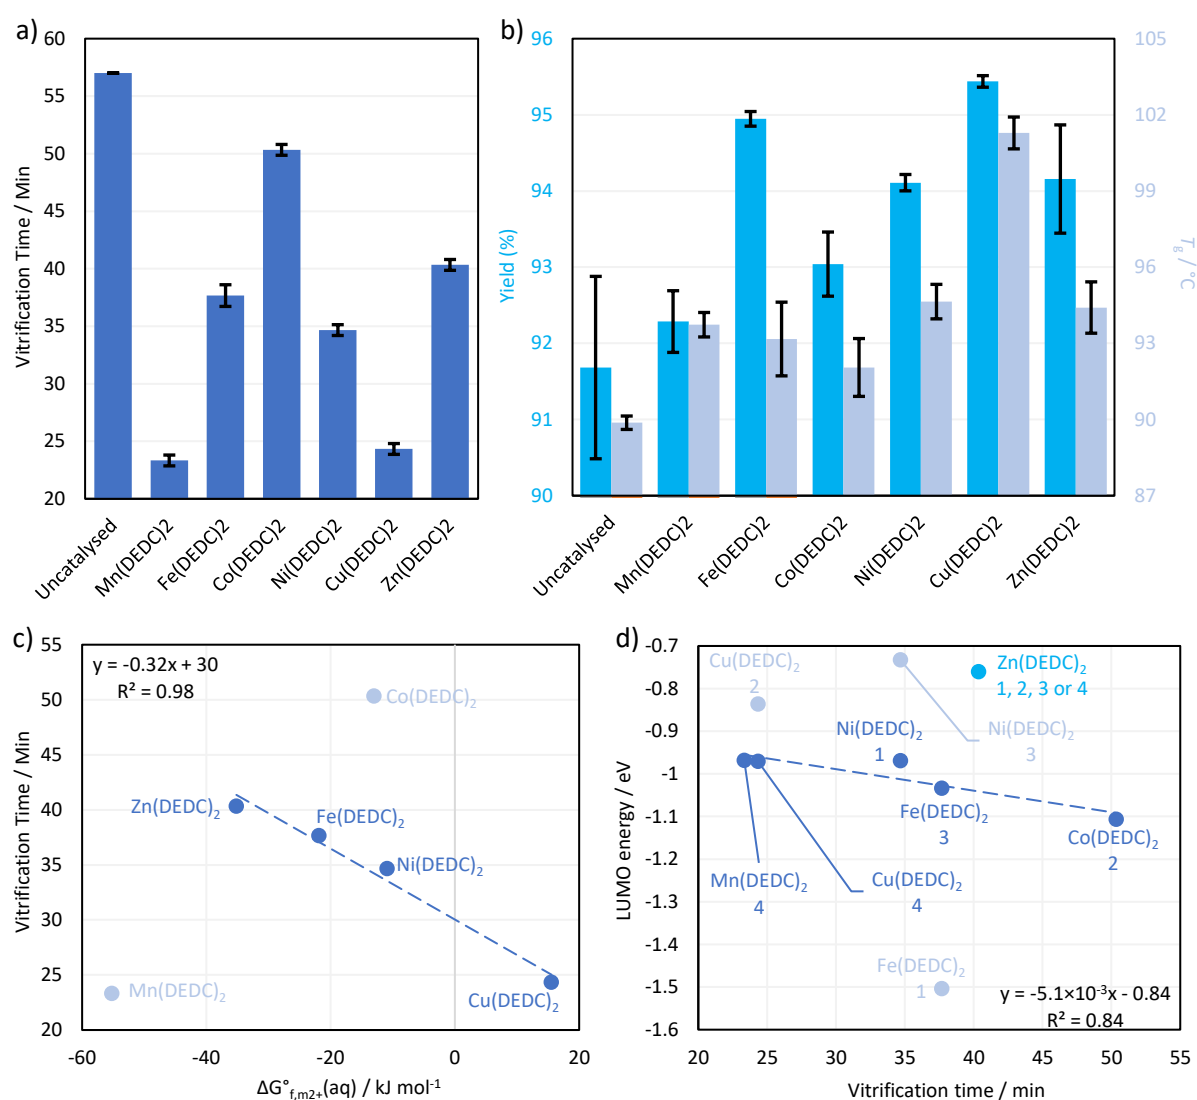 a)
60
55
50
45
40
35
30
25
20
Vitrification Time / Min
Uncatalysed
Mn(DEDC)2
Fe(DEDC)2
Co(DEDC)2
Ni(DEDC)2
Cu(DEDC)2
Zn(DEDC)2
b)
96
95
94
93
92
91
90
Yield (%)
105
102
99
96
93
90
87
Tg / °C
Uncatalysed
Mn(DEDC)2
Fe(DEDC)2
Co(DEDC)2
Ni(DEDC)2
Cu(DEDC)2
Zn(DEDC)2
c)
55
50
45
40
35
30
25
20
Vitrification Time / Min
y = -0.32x + 30
R² = 0.98
Co(DEDC)₂
Zn(DEDC)₂
Fe(DEDC)₂
Ni(DEDC)₂
Mn(DEDC)₂
Cu(DEDC)₂
-60
-40
-20
0
20
ΔG°f,m2+(aq) / kJ mol⁻¹
d)
-0.7
-0.8
-0.9
-1
-1.1
-1.2
-1.3
-1.4
-1.5
-1.6
LUMO energy / eV
Cu(DEDC)₂
2
Zn(DEDC)₂
1, 2, 3 or 4
Ni(DEDC)₂
1
Ni(DEDC)₂
3
Fe(DEDC)₂
3
Co(DEDC)₂
2
Mn(DEDC)₂
4
Cu(DEDC)₂
4
Fe(DEDC)₂
1
y = -5.1×10⁻³x - 0.84
R² = 0.84
20
25
30
35
40
45
50
55
Vitrification time / min